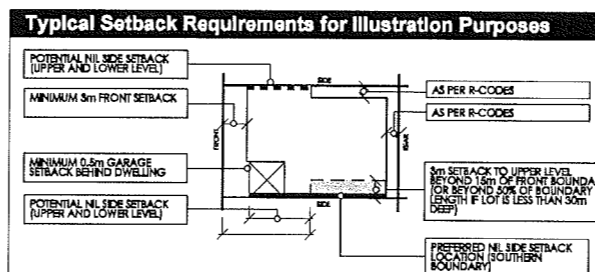 Typical Setback Requirements for Illustration Purposes
POTENTIAL NIL SIDE SETBACK
(UPPER AND LOWER LEVEL)
MINIMUM 3m FRONT SETBACK
MINIMUM 0.5m GARAGE
SETBACK BEHIND DWELLING
POTENTIAL NIL SIDE SETBACK
(UPPER AND LOWER LEVEL)
SIDE
FRONT
REAR
SIDE
AS PER R-CODES
AS PER R-CODES
3m SETBACK TO UPPER LEVEL
BEYOND 15m OF FRONT BOUNDA
(OR BEYOND 50% OF BOUNDARY
LENGTH IF LOT IS LESS THAN 30m
DEEP)
PREFERRED NIL SIDE SETBACK
LOCATION (SOUTHERN
BOUNDARY)